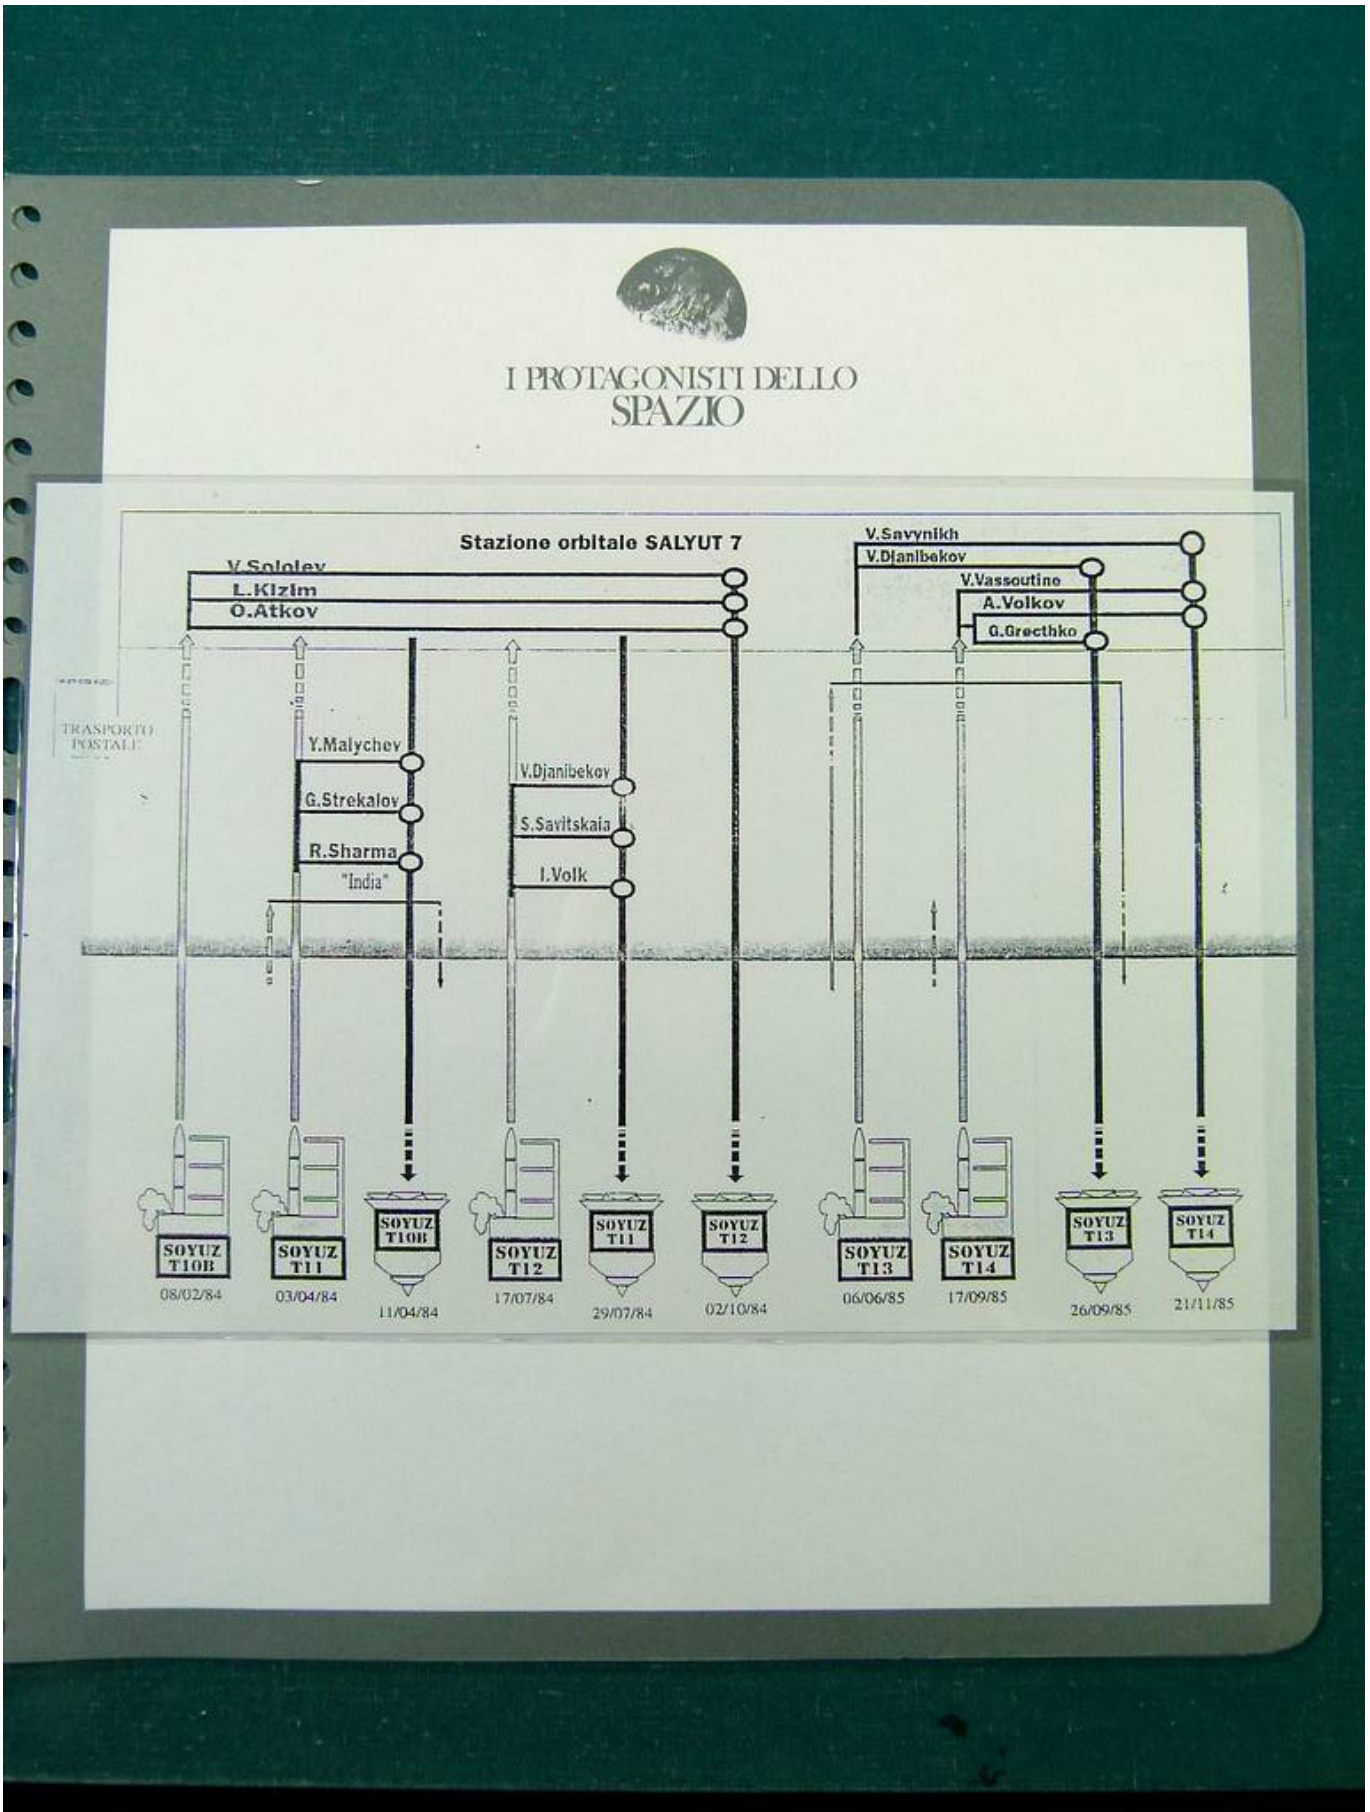 I PROTAGONISTI DELLO
SPAZIO
Stazione orbitale SALYUT 7
V.Sololev
L.Kizim
O.Atkov
V.Savynikh
V.Djanibekov
V.Vassoutine
A.Volkov
G.Grecthko
TRASPORTO
POSTALE
Y.Malychev
G.Strekalov
R.Sharma
"India"
V.Djanibekov
S.Savitskaia
I.Volk
SOYUZ
T10B
08/02/84
SOYUZ
T11
03/04/84
SOYUZ
T10B
11/04/84
SOYUZ
T12
17/07/84
SOYUZ
T11
29/07/84
SOYUZ
T12
02/10/84
SOYUZ
T13
06/06/85
SOYUZ
T14
17/09/85
SOYUZ
T13
26/09/85
SOYUZ
T14
21/11/85